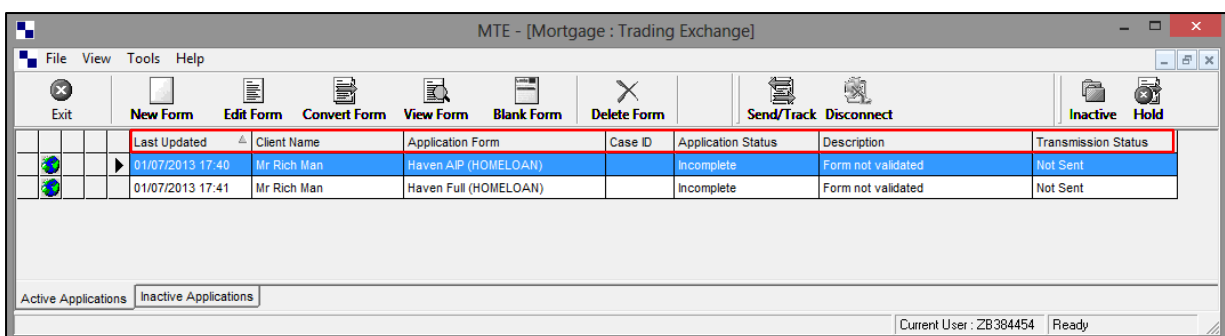 MTE - [Mortgage : Trading Exchange]
File View Tools Help
Exit New Form Edit Form Convert Form View Form Blank Form Delete Form Send/Track Disconnect Inactive Hold
Last Updated Client Name Application Form Case ID Application Status Description Transmission Status
01/07/2013 17:40 Mr Rich Man Haven AIP (HOMELOAN) Incomplete Form not validated Not Sent
01/07/2013 17:41 Mr Rich Man Haven Full (HOMELOAN) Incomplete Form not validated Not Sent
Active Applications Inactive Applications
Current User : ZB384454 Ready